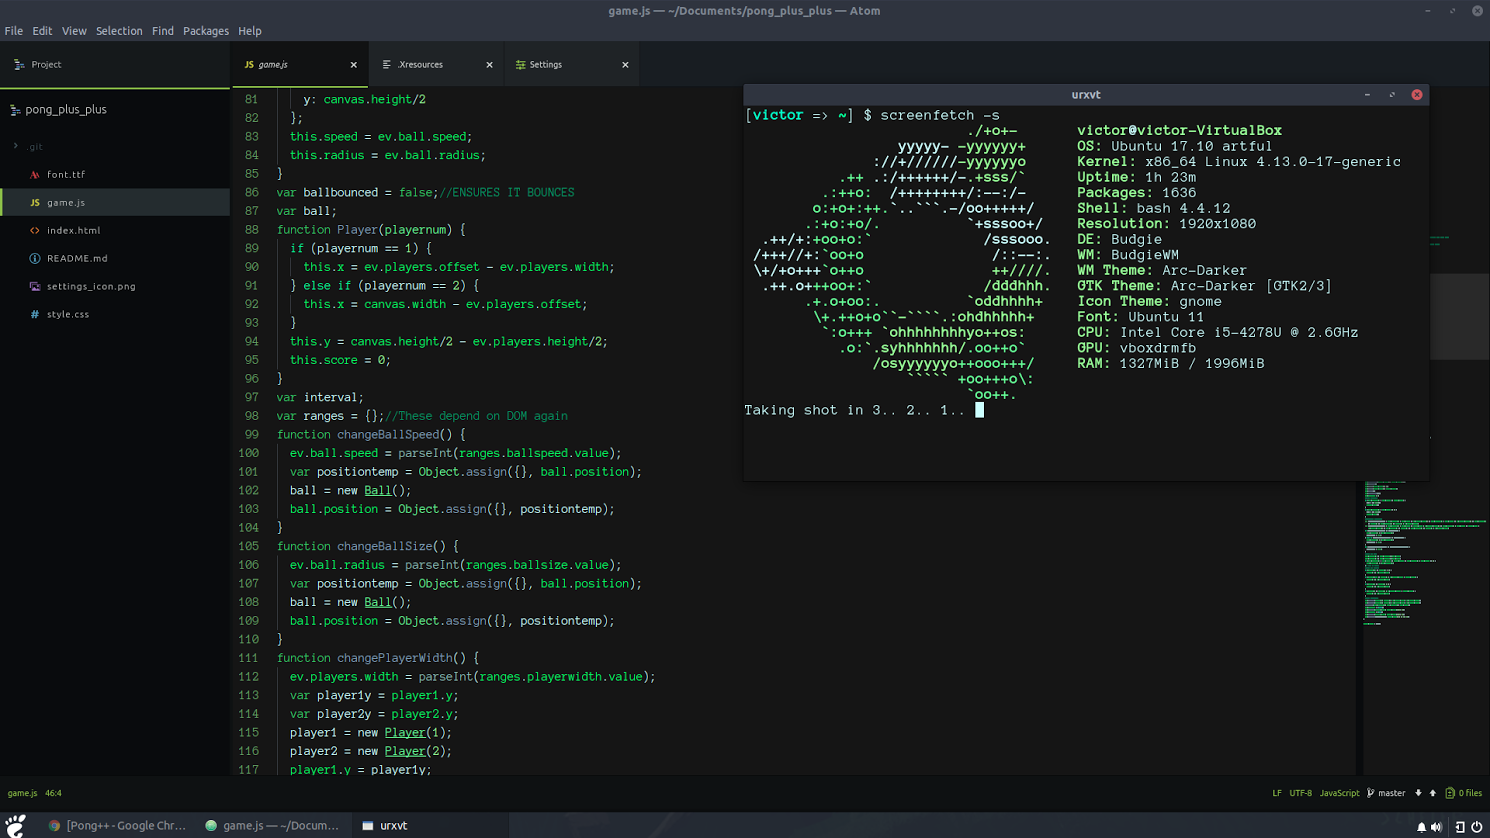 game.js — ~/Documents/pong_plus_plus — Atom
File Edit View Selection Find Packages Help
Project
JS game.js
.Xresources
Settings
pong_plus_plus
.git
font.ttf
JS game.js
index.html
README.md
settings_icon.png
# style.css
81 y: canvas.height/2
82 };
83 this.speed = ev.ball.speed;
84 this.radius = ev.ball.radius;
85 }
86 var ballbounced = false;//ENSURES IT BOUNCES
87 var ball;
88 function Player(playernum) {
89 if (playernum == 1) {
90 this.x = ev.players.offset - ev.players.width;
91 } else if (playernum == 2) {
92 this.x = canvas.width - ev.players.offset;
93 }
94 this.y = canvas.height/2 - ev.players.height/2;
95 this.score = 0;
96 }
97 var interval;
98 var ranges = {};//These depend on DOM again
99 function changeBallSpeed() {
100 ev.ball.speed = parseInt(ranges.ballspeed.value);
101 var positiontemp = Object.assign({}, ball.position);
102 ball = new Ball();
103 ball.position = Object.assign({}, positiontemp);
104 }
105 function changeBallSize() {
106 ev.ball.radius = parseInt(ranges.ballsize.value);
107 var positiontemp = Object.assign({}, ball.position);
108 ball = new Ball();
109 ball.position = Object.assign({}, positiontemp);
110 }
111 function changePlayerWidth() {
112 ev.players.width = parseInt(ranges.playerwidth.value);
113 var player1y = player1.y;
114 var player2y = player2.y;
115 player1 = new Player(1);
116 player2 = new Player(2);
117 player1.y = player1y;
urxvt
[victor => ~] $ screenfetch -s
./+o+- victor@victor-VirtualBox
yyyyy- -yyyyyy+ OS: Ubuntu 17.10 artful
://+//////-yyyyyyo Kernel: x86_64 Linux 4.13.0-17-generic
.++ .:/++++++/-.+sss/` Uptime: 1h 23m
.:++o: /++++++++/:--:/- Packages: 1636
o:+o+:++.`..```.-/oo+++++/ Shell: bash 4.4.12
.:+o:+o/. `+sssoo+/ Resolution: 1920x1080
.++/+:+oo+o:` /sssooo. DE: Budgie
/+++//+:`oo+o /::--:. WM: BudgieWM
\+/+o+++`o++o ++////. WM Theme: Arc-Darker
.++.o+++oo+:` /dddhhh. GTK Theme: Arc-Darker [GTK2/3]
.+.o+oo:. `oddhhhh+ Icon Theme: gnome
\+.++o+o``-````.:ohdhhhhh+ Font: Ubuntu 11
`:o+++ `ohhhhhhhhyo++os: CPU: Intel Core i5-4278U @ 2.6GHz
.o:`.syhhhhhhh/.oo++o` GPU: vboxdrmfb
/osyyyyyyo++ooo+++/ RAM: 1327MiB / 1996MiB
````` +oo+++o\:
`oo++.
Taking shot in 3.. 2.. 1..
game.js 46:4
LF UTF-8 JavaScript master 0 files
[Pong++ - Google Chr...
game.js — ~/Docum...
urxvt